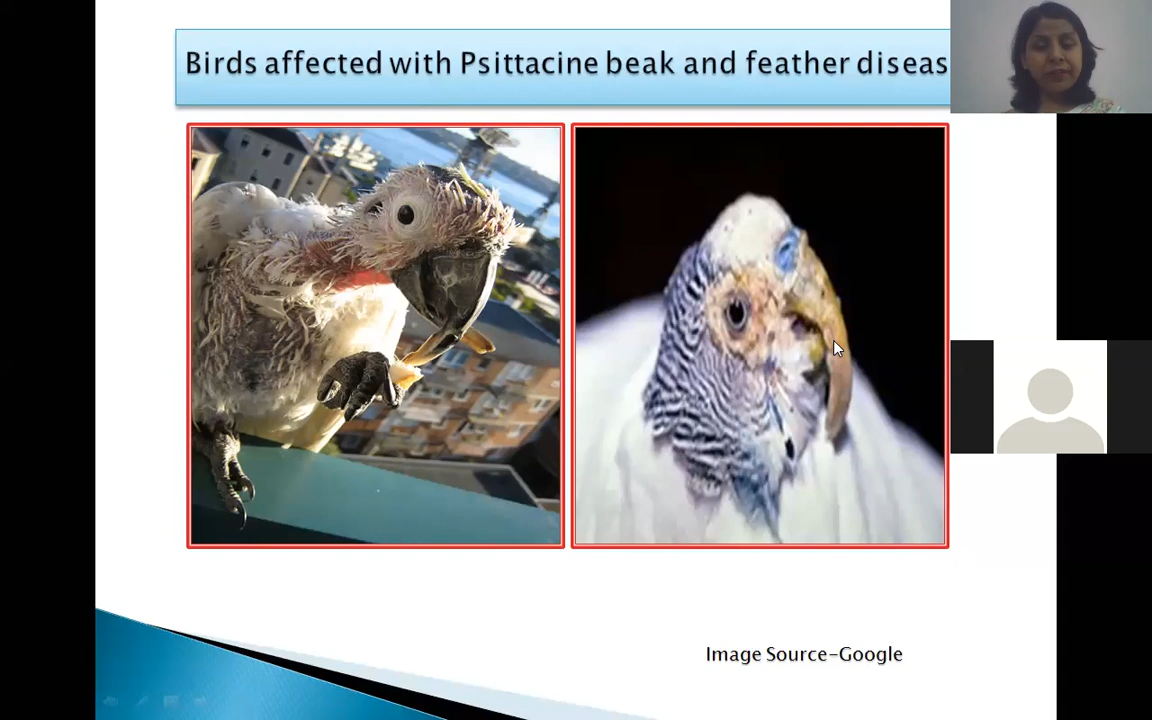 Birds affected with Psittacine beak and feather diseas
Image Source-Google